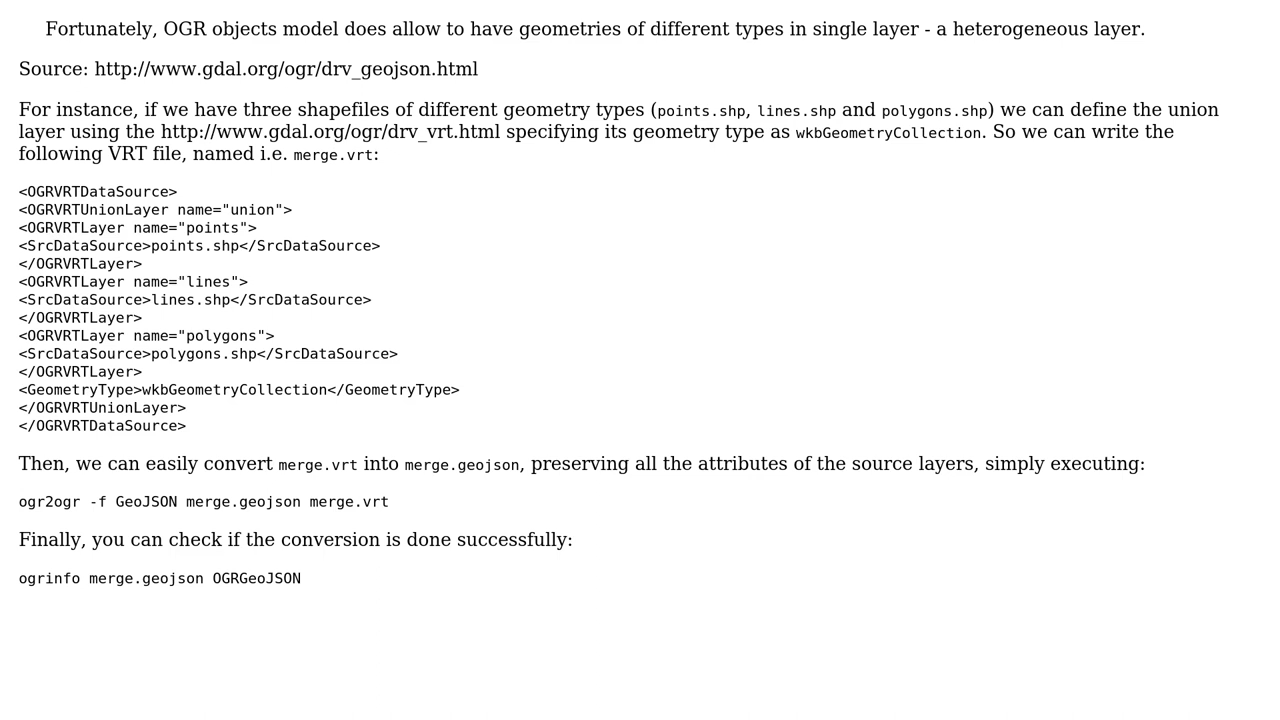 Fortunately, OGR objects model does allow to have geometries of different types in single layer - a heterogeneous layer.
Source: http://www.gdal.org/ogr/drv_geojson.html
For instance, if we have three shapefiles of different geometry types (points.shp, lines.shp and polygons.shp) we can define the union
layer using the http://www.gdal.org/ogr/drv_vrt.html specifying its geometry type as wkbGeometryCollection. So we can write the
following VRT file, named i.e. merge.vrt:
<OGRVRTDataSource>
<OGRVRTUnionLayer name="union">
<OGRVRTLayer name="points">
<SrcDataSource>points.shp</SrcDataSource>
</OGRVRTLayer>
<OGRVRTLayer name="lines">
<SrcDataSource>lines.shp</SrcDataSource>
</OGRVRTLayer>
<OGRVRTLayer name="polygons">
<SrcDataSource>polygons.shp</SrcDataSource>
</OGRVRTLayer>
<GeometryType>wkbGeometryCollection</GeometryType>
</OGRVRTUnionLayer>
</OGRVRTDataSource>
Then, we can easily convert merge.vrt into merge.geojson, preserving all the attributes of the source layers, simply executing:
ogr2ogr -f GeoJSON merge.geojson merge.vrt
Finally, you can check if the conversion is done successfully:
ogrinfo merge.geojson OGRGeoJSON